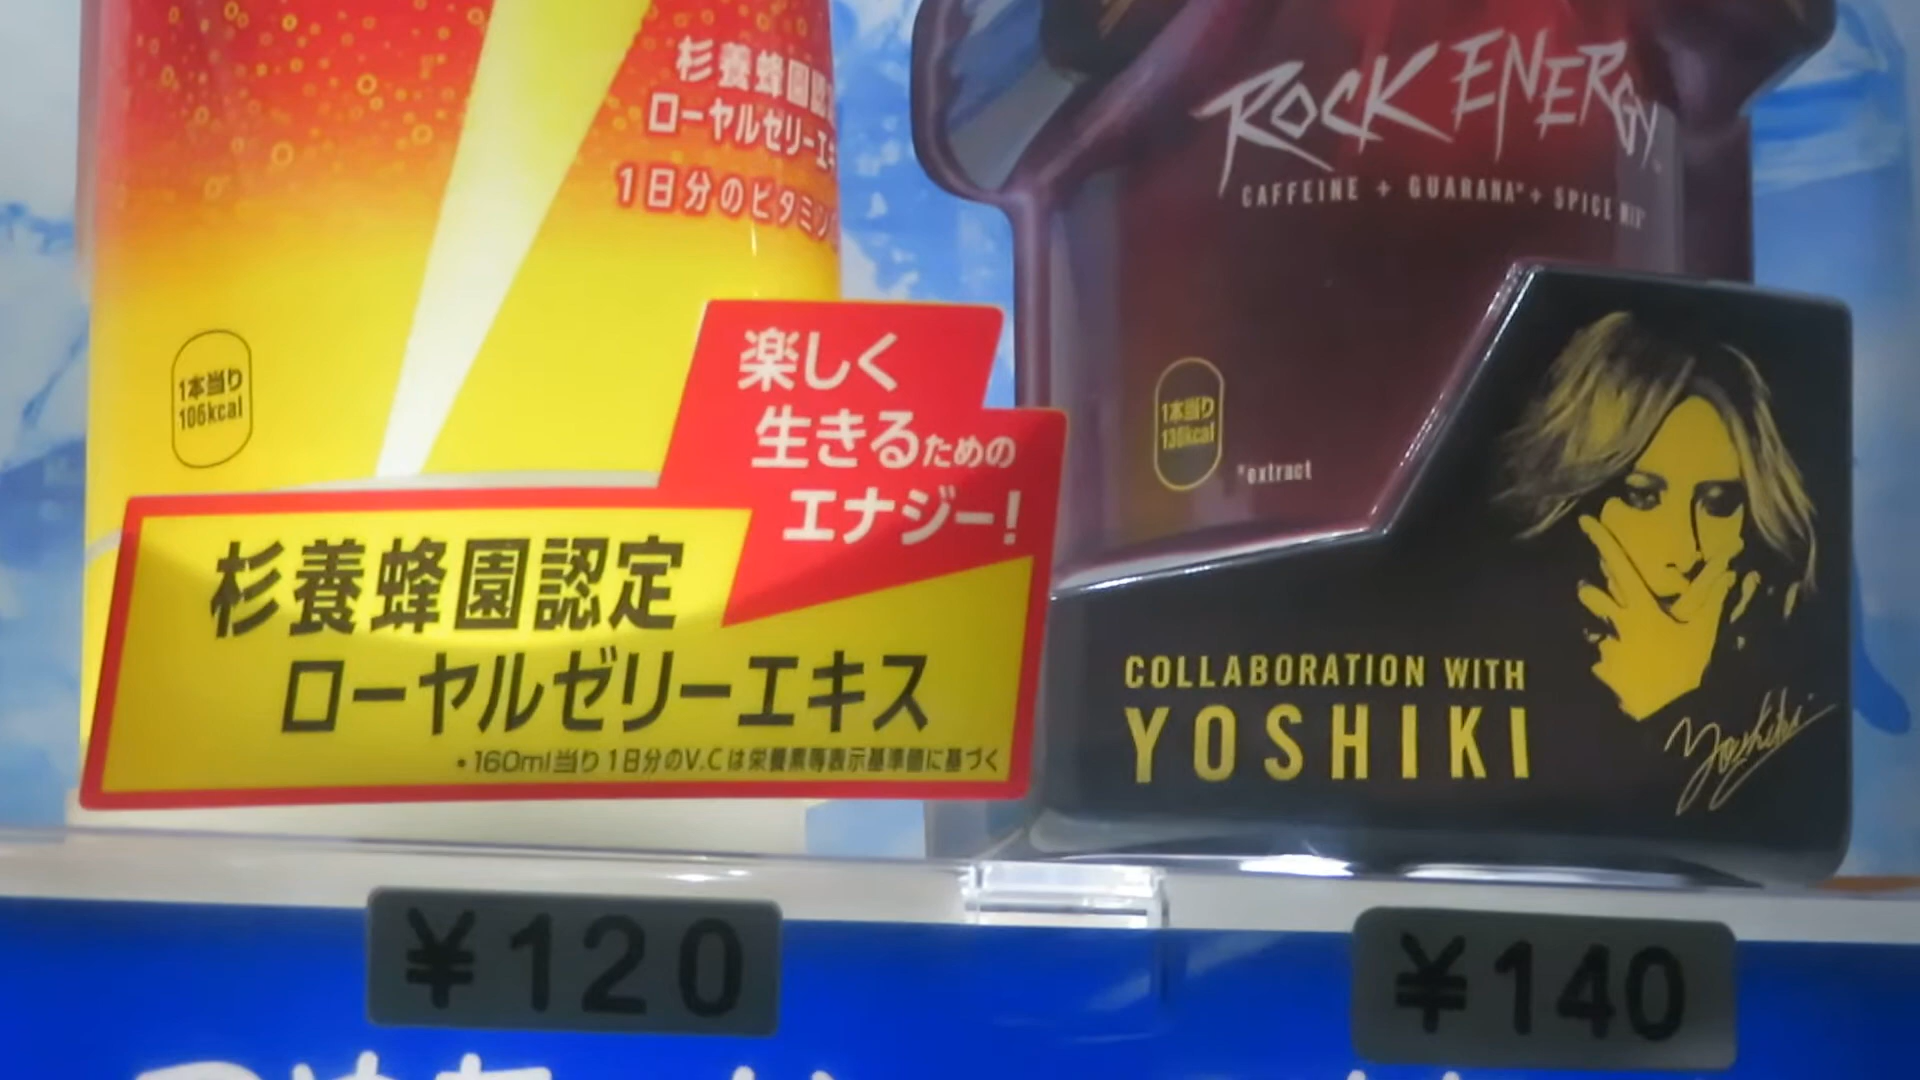 杉養蜂園認
ローヤルゼリーエキ
1日分のビタミン
1本当り
106kcal
楽しく
生きるための
エナジー!
杉養蜂園認定
ローヤルゼリーエキス
•160ml当り1日分のV.Cは栄養素等表示基準値に基づく
ROCK ENERGY
CAFFEINE + GUARANA* + SPICE MIX*
1本当り
130kcal
*extract
COLLABORATION WITH
YOSHIKI
Yoshiki
¥120
¥140